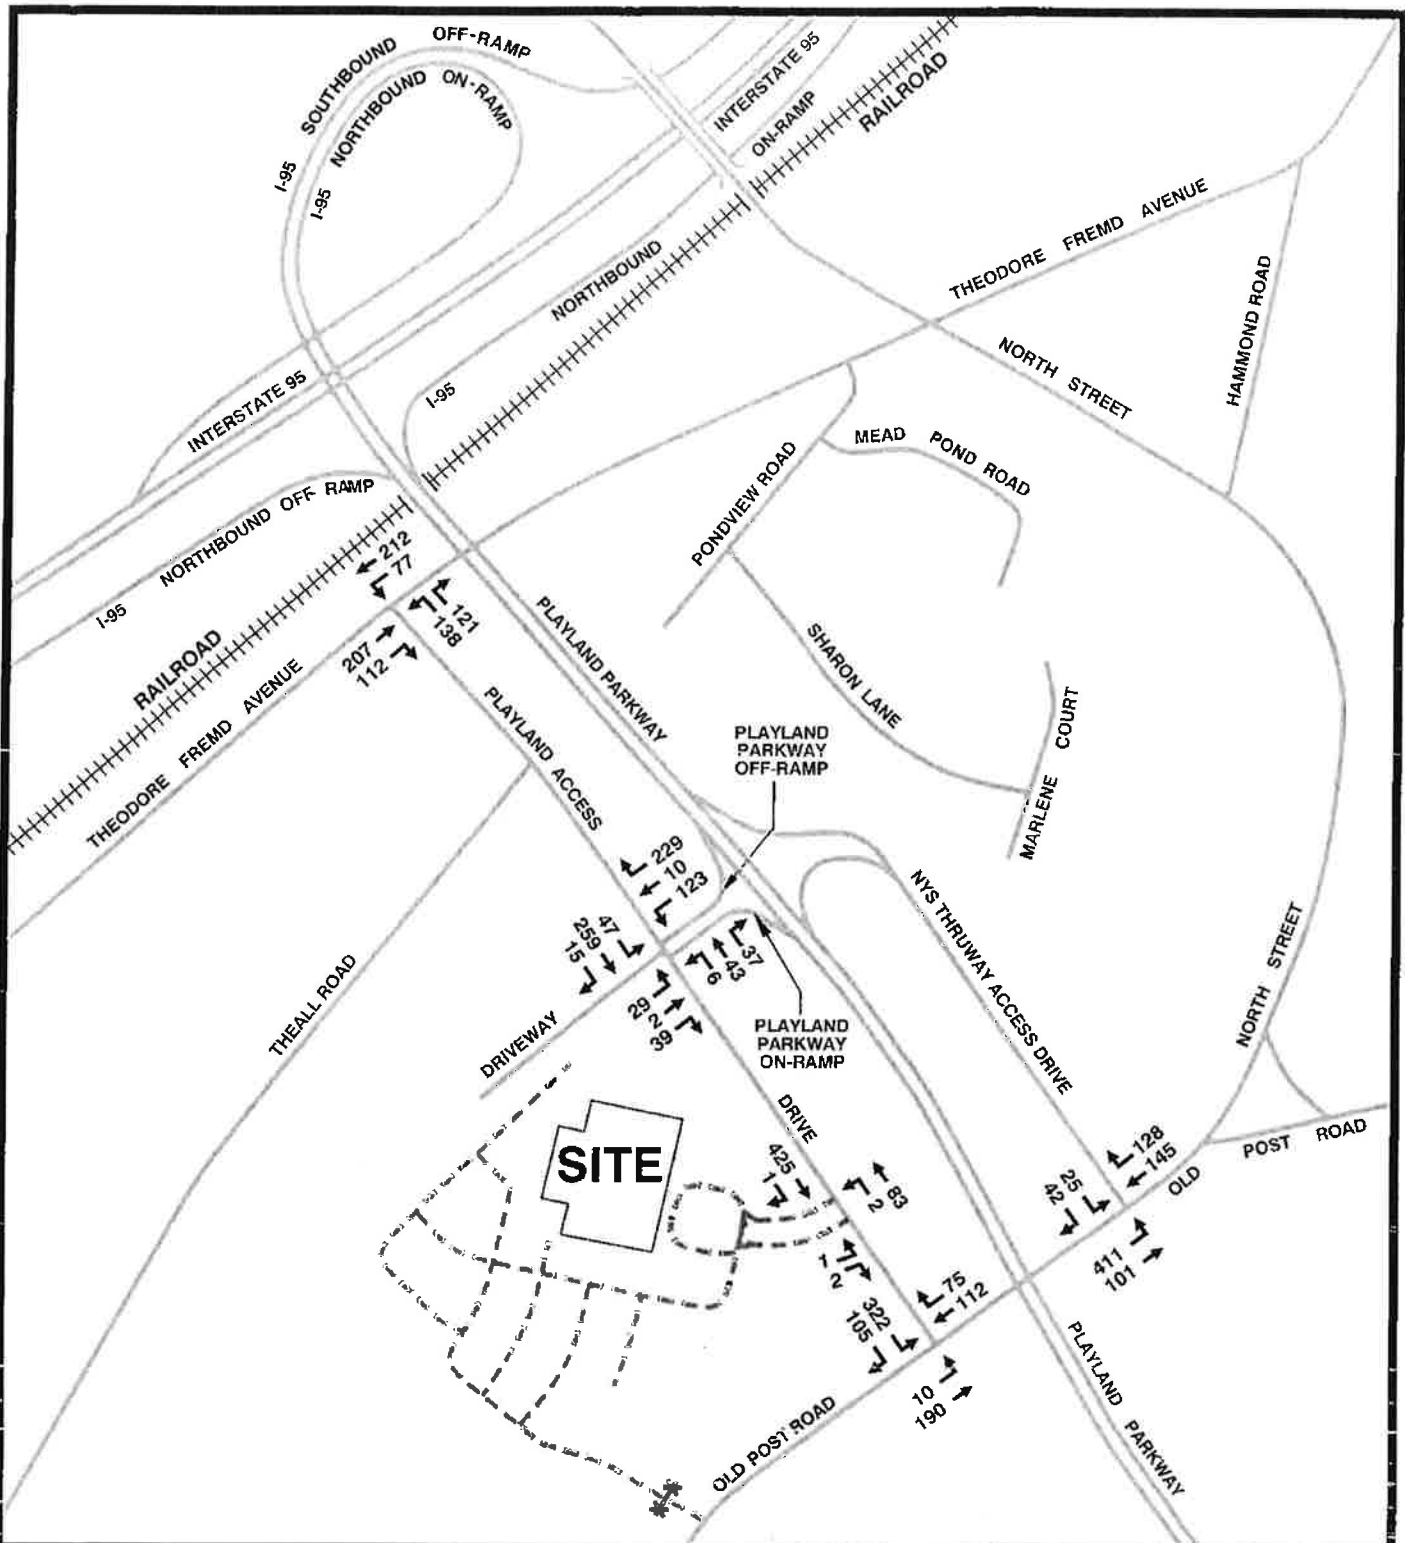 OFF-RAMP
I-95 SOUTHBOUND
NORTHBOUND ON-RAMP
I-95
INTERSTATE 95
ON-RAMP
RAILROAD
THEODORE FREMD AVENUE
NORTHBOUND
I-95
HAMMOND ROAD
NORTH STREET
INTERSTATE 95
MEAD POND ROAD
PONDVIEW ROAD
I-95 NORTHBOUND OFF RAMP
212
77
121
138
207
112
RAILROAD
THEODORE FREMD AVENUE
PLAYLAND PARKWAY
SHARON LANE
MARLENE COURT
PLAYLAND ACCESS
PLAYLAND
PARKWAY
OFF-RAMP
229
10
123
47
259
15
37
43
6
29
2
39
NYS THRUWAY ACCESS DRIVE
NORTH STREET
THEALL ROAD
DRIVEWAY
PLAYLAND
PARKWAY
ON-RAMP
DRIVE
SITE
425
1
83
2
1
2
128
145
25
42
411
101
OLD POST ROAD
75
112
322
105
10
190
OLD POST ROAD
PLAYLAND PARKWAY